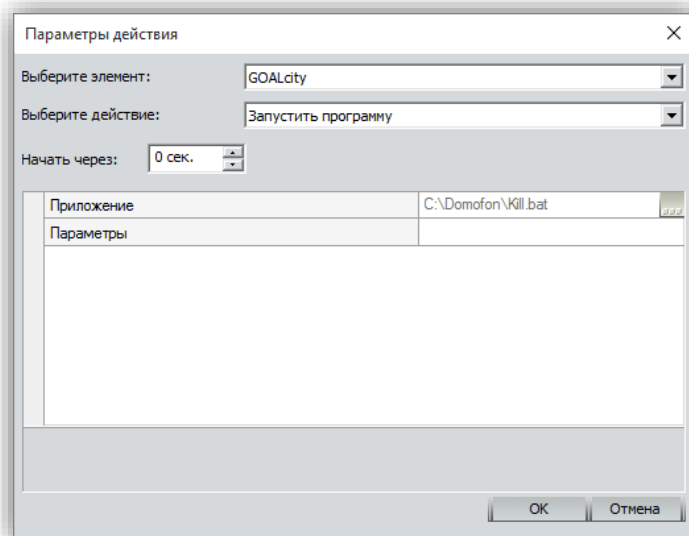 Параметры действия
Выберите элемент: GOALcity
Выберите действие: Запустить программу
Начать через: 0 сек.
Приложение C:\Domofon\Kill.bat
Параметры
OK Отмена